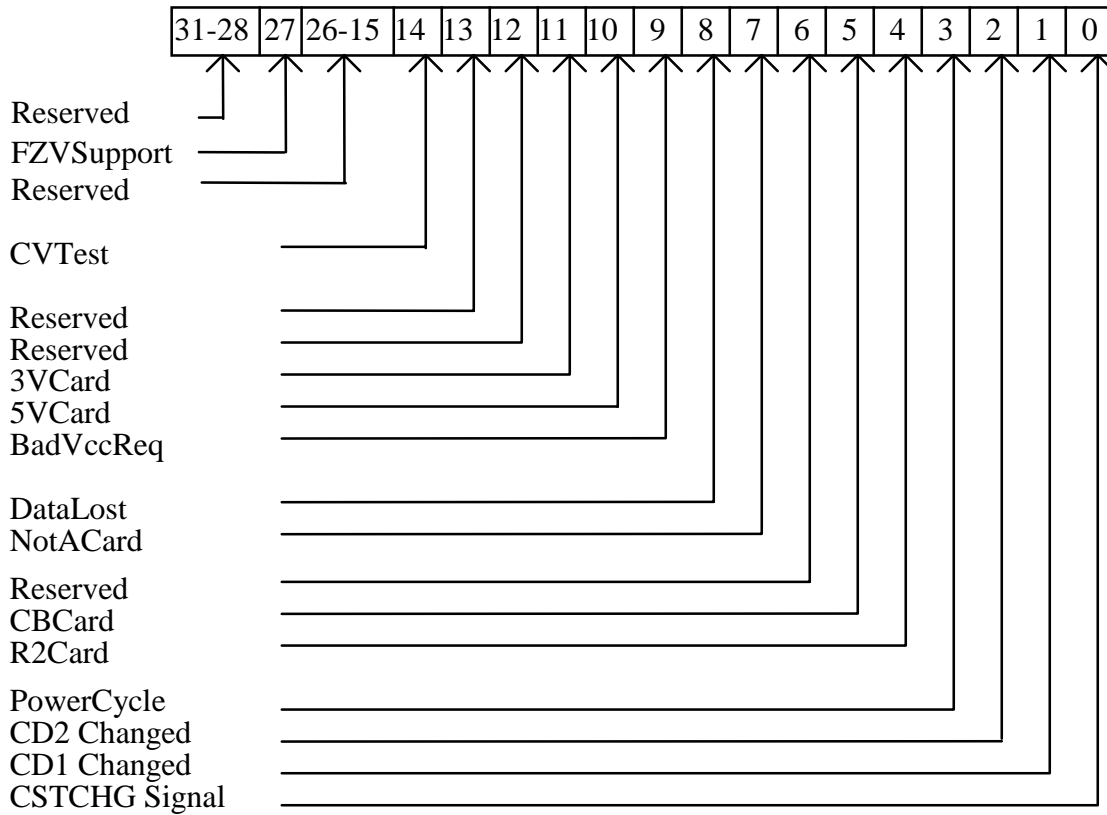 31-28 27 26-15 14 13 12 11 10 9 8 7 6 5 4 3 2 1 0
Reserved
FZVSupport
Reserved
CVTest
Reserved
Reserved
3VCard
5VCard
BadVccReq
DataLost
NotACard
Reserved
CBCard
R2Card
PowerCycle
CD2 Changed
CD1 Changed
CSTCHG Signal